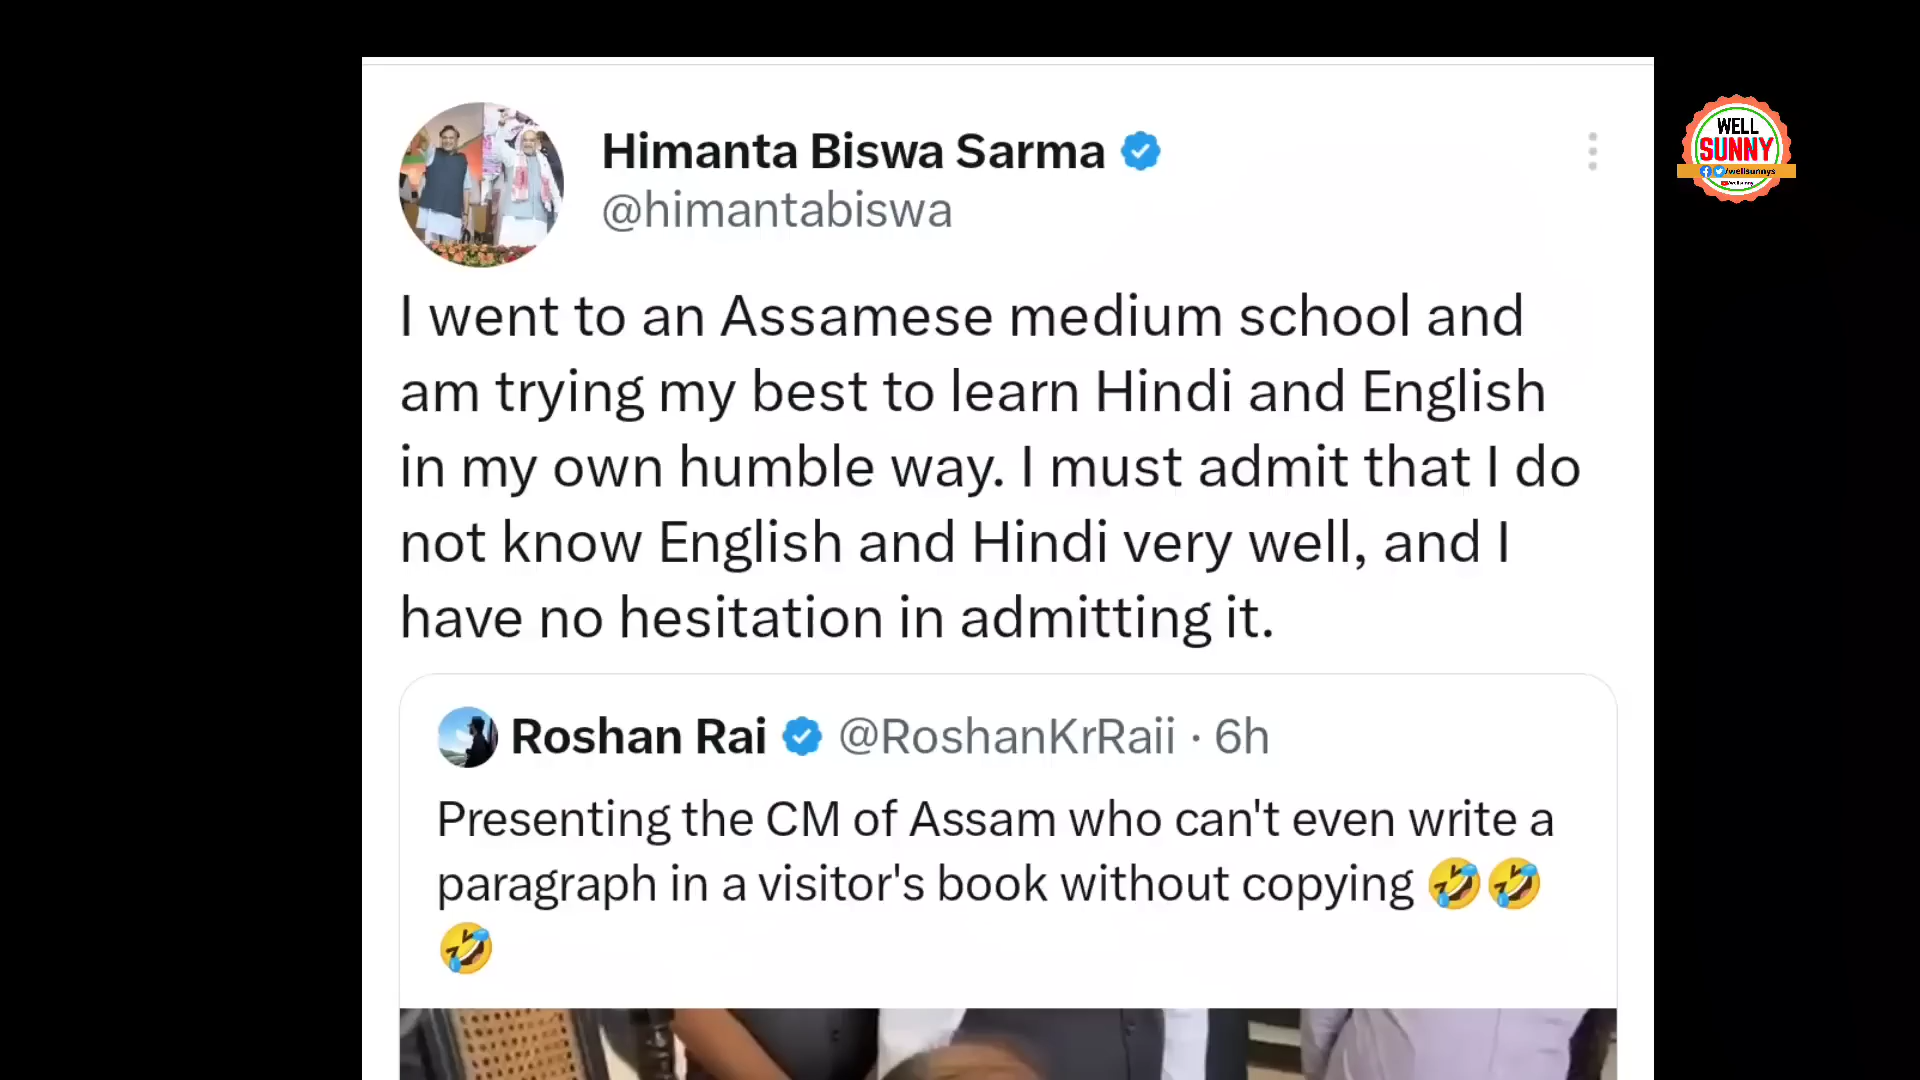 Himanta Biswa Sarma
@himantabiswa
I went to an Assamese medium school and
am trying my best to learn Hindi and English
in my own humble way. I must admit that I do
not know English and Hindi very well, and I
have no hesitation in admitting it.
Roshan Rai @RoshanKrRaii · 6h
Presenting the CM of Assam who can't even write a
paragraph in a visitor's book without copying 🤣🤣
🤣
WELL
SUNNY
/wellsunnys